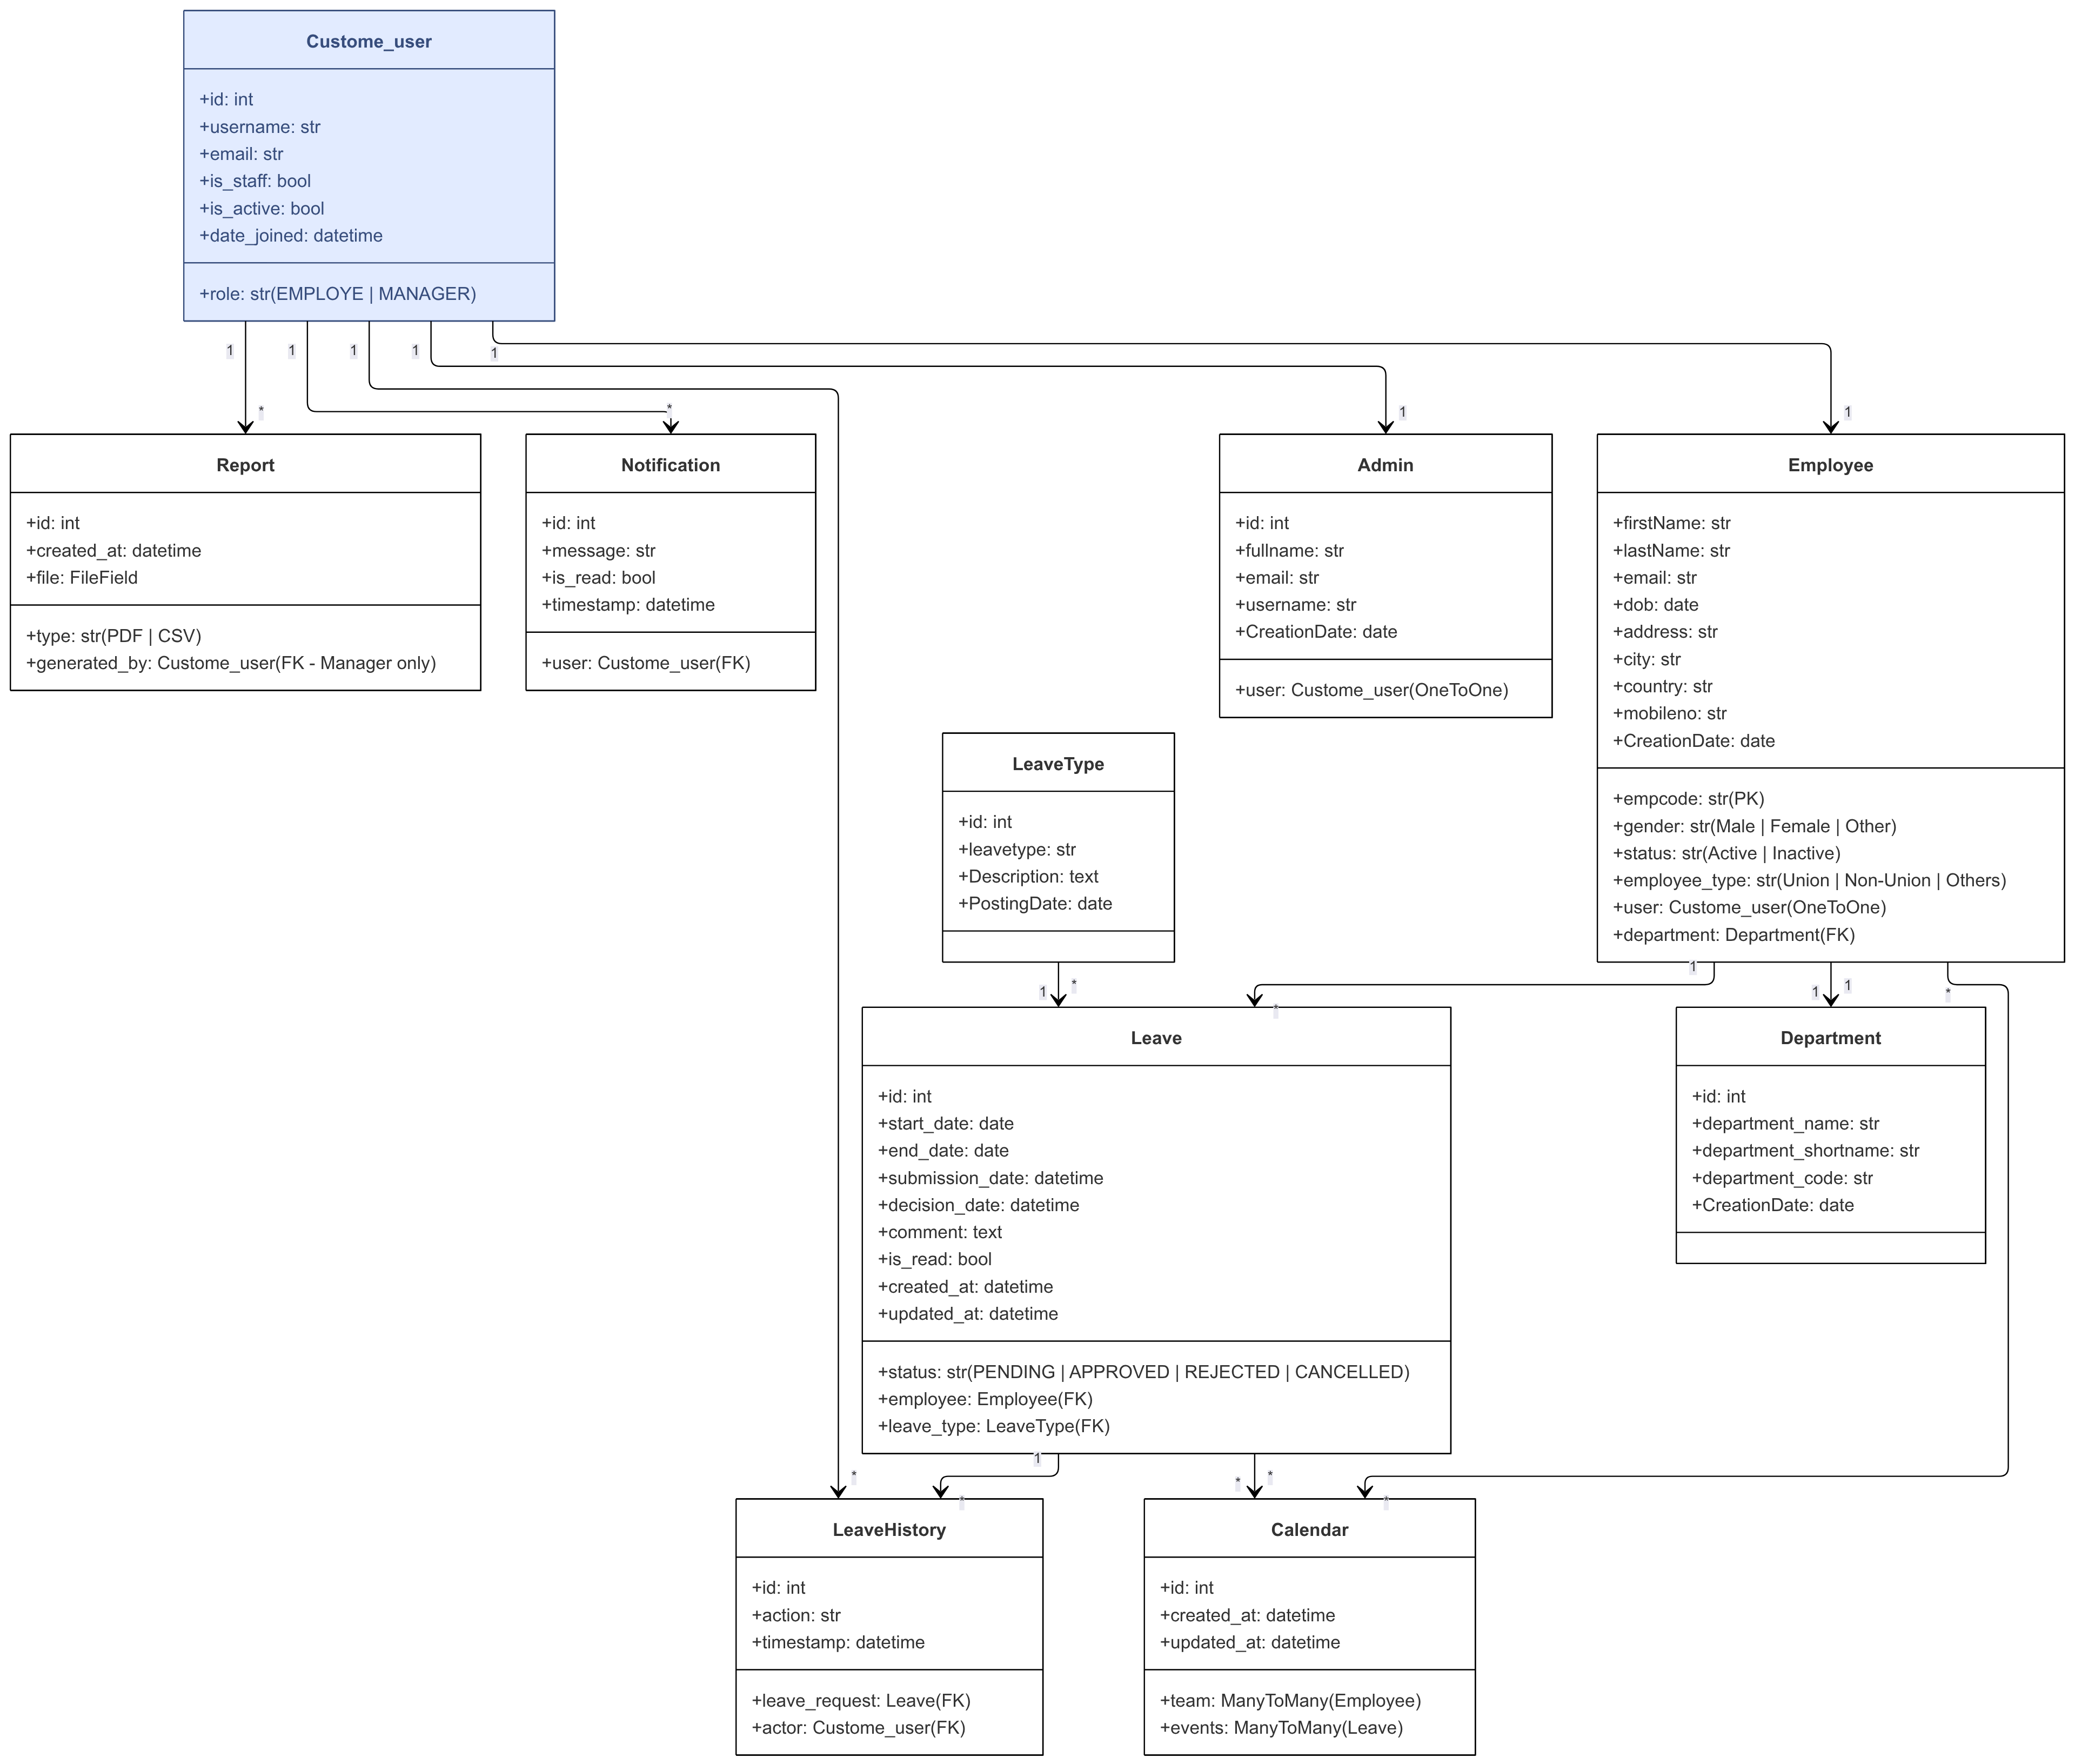 Custome_user
+id: int
+username: str
+email: str
+is_staff: bool
+is_active: bool
+date_joined: datetime
+role: str(EMPLOYE | MANAGER)
1
1
1
1
1
*
*
1
1
Report
+id: int
+created_at: datetime
+file: FileField
+type: str(PDF | CSV)
+generated_by: Custome_user(FK - Manager only)
Notification
+id: int
+message: str
+is_read: bool
+timestamp: datetime
+user: Custome_user(FK)
Admin
+id: int
+fullname: str
+email: str
+username: str
+CreationDate: date
+user: Custome_user(OneToOne)
Employee
+firstName: str
+lastName: str
+email: str
+dob: date
+address: str
+city: str
+country: str
+mobileno: str
+CreationDate: date
+empcode: str(PK)
+gender: str(Male | Female | Other)
+status: str(Active | Inactive)
+employee_type: str(Union | Non-Union | Others)
+user: Custome_user(OneToOne)
+department: Department(FK)
LeaveType
+id: int
+leavetype: str
+Description: text
+PostingDate: date
1
*
1
*
1
1
*
Leave
+id: int
+start_date: date
+end_date: date
+submission_date: datetime
+decision_date: datetime
+comment: text
+is_read: bool
+created_at: datetime
+updated_at: datetime
+status: str(PENDING | APPROVED | REJECTED | CANCELLED)
+employee: Employee(FK)
+leave_type: LeaveType(FK)
Department
+id: int
+department_name: str
+department_shortname: str
+department_code: str
+CreationDate: date
*
1
*
*
*
*
LeaveHistory
+id: int
+action: str
+timestamp: datetime
+leave_request: Leave(FK)
+actor: Custome_user(FK)
Calendar
+id: int
+created_at: datetime
+updated_at: datetime
+team: ManyToMany(Employee)
+events: ManyToMany(Leave)